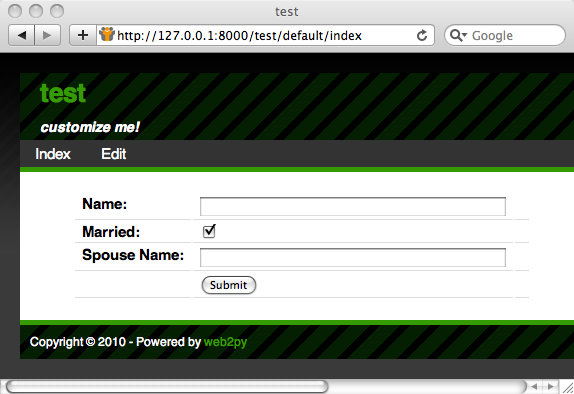 test
http://127.0.0.1:8000/test/default/index
Google
test
customize me!
Index Edit
Name:
Married:
Spouse Name:
Submit
Copyright © 2010 - Powered by web2py